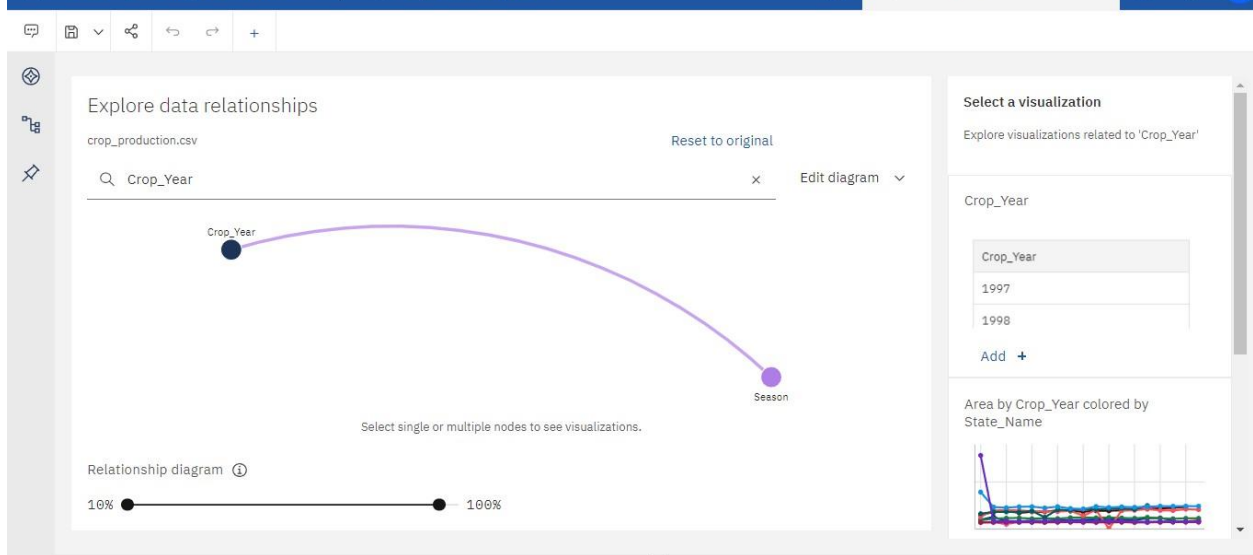 Explore data relationships
crop_production.csv
Reset to original
Crop_Year
Edit diagram
Crop_Year
Season
Select single or multiple nodes to see visualizations.
Relationship diagram
10%
100%
Select a visualization
Explore visualizations related to 'Crop_Year'
Crop_Year
Crop_Year
1997
1998
Add +
Area by Crop_Year colored by
State_Name